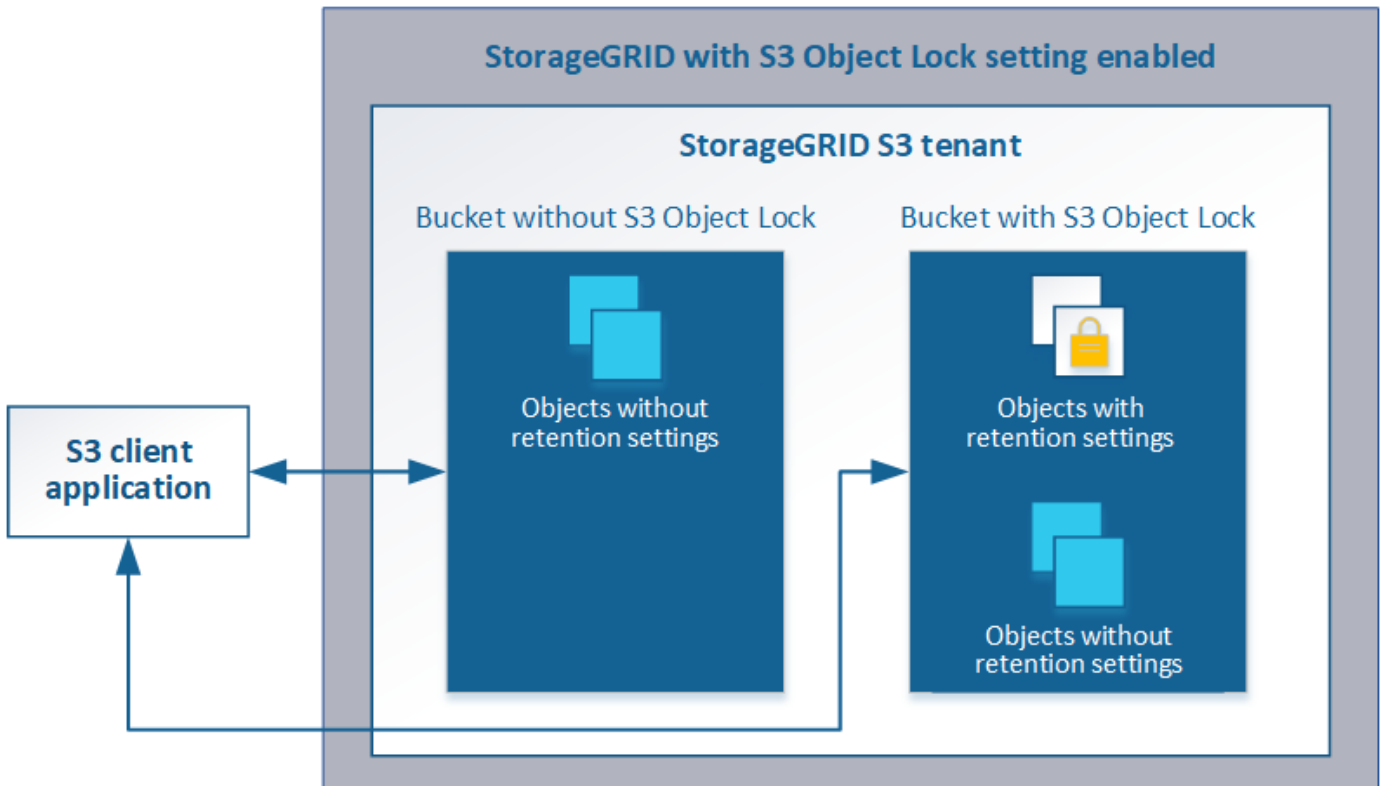 StorageGRID with S3 Object Lock setting enabled
StorageGRID S3 tenant
Bucket without S3 Object Lock
Bucket with S3 Object Lock
Objects without
retention settings
Objects with
retention settings
S3 client
application
Objects without
retention settings